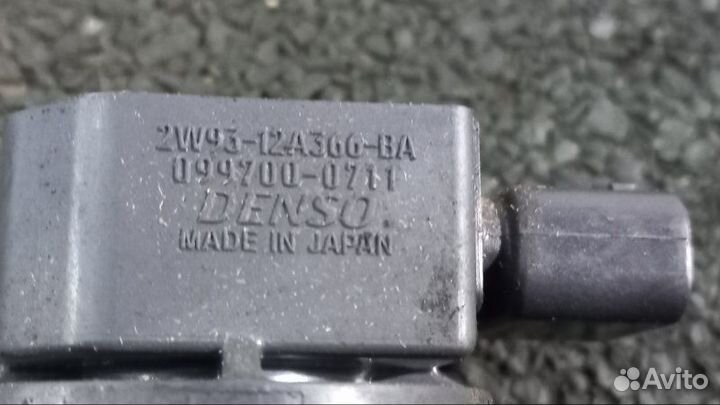 2W93-12A366-BA
099700-0711
DENSO.
MADE IN JAPAN
Avito